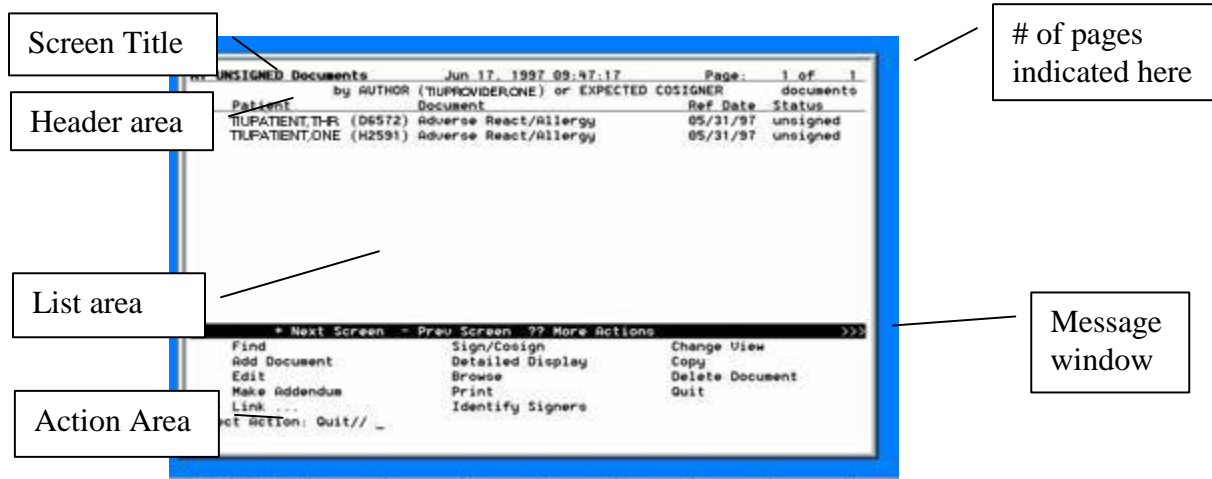 Screen Title
# of pages
indicated here
UNSIGNED Documents Jun 17, 1997 09:47:17 Page: 1 of 1
by AUTHOR (TIUPROVIDER,ONE) or EXPECTED COSIGNER documents
Patient Document Ref Date Status
Header area
TIUPATIENT,THR (D6572) Adverse React/Allergy 05/31/97 unsigned
TIUPATIENT,ONE (H2591) Adverse React/Allergy 05/31/97 unsigned
List area
Message
window
+ Next Screen - Prev Screen ?? More Actions >>>
Find Sign/Cosign Change View
Add Document Detailed Display Copy
Edit Browse Delete Document
Make Addendum Print Quit
Link ... Identify Signers
Action Area
ect Action: Quit// _